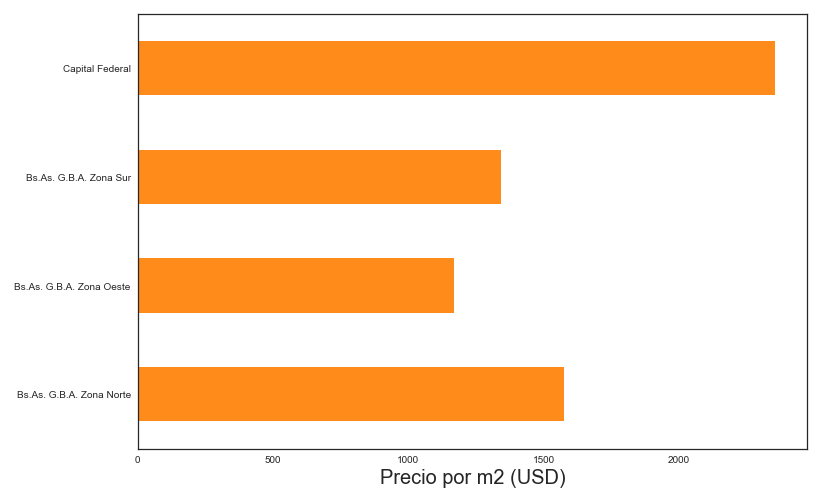 Capital Federal
Bs.As. G.B.A. Zona Sur
Bs.As. G.B.A. Zona Oeste
Bs.As. G.B.A. Zona Norte
0 500 1000 1500 2000
Precio por m2 (USD)